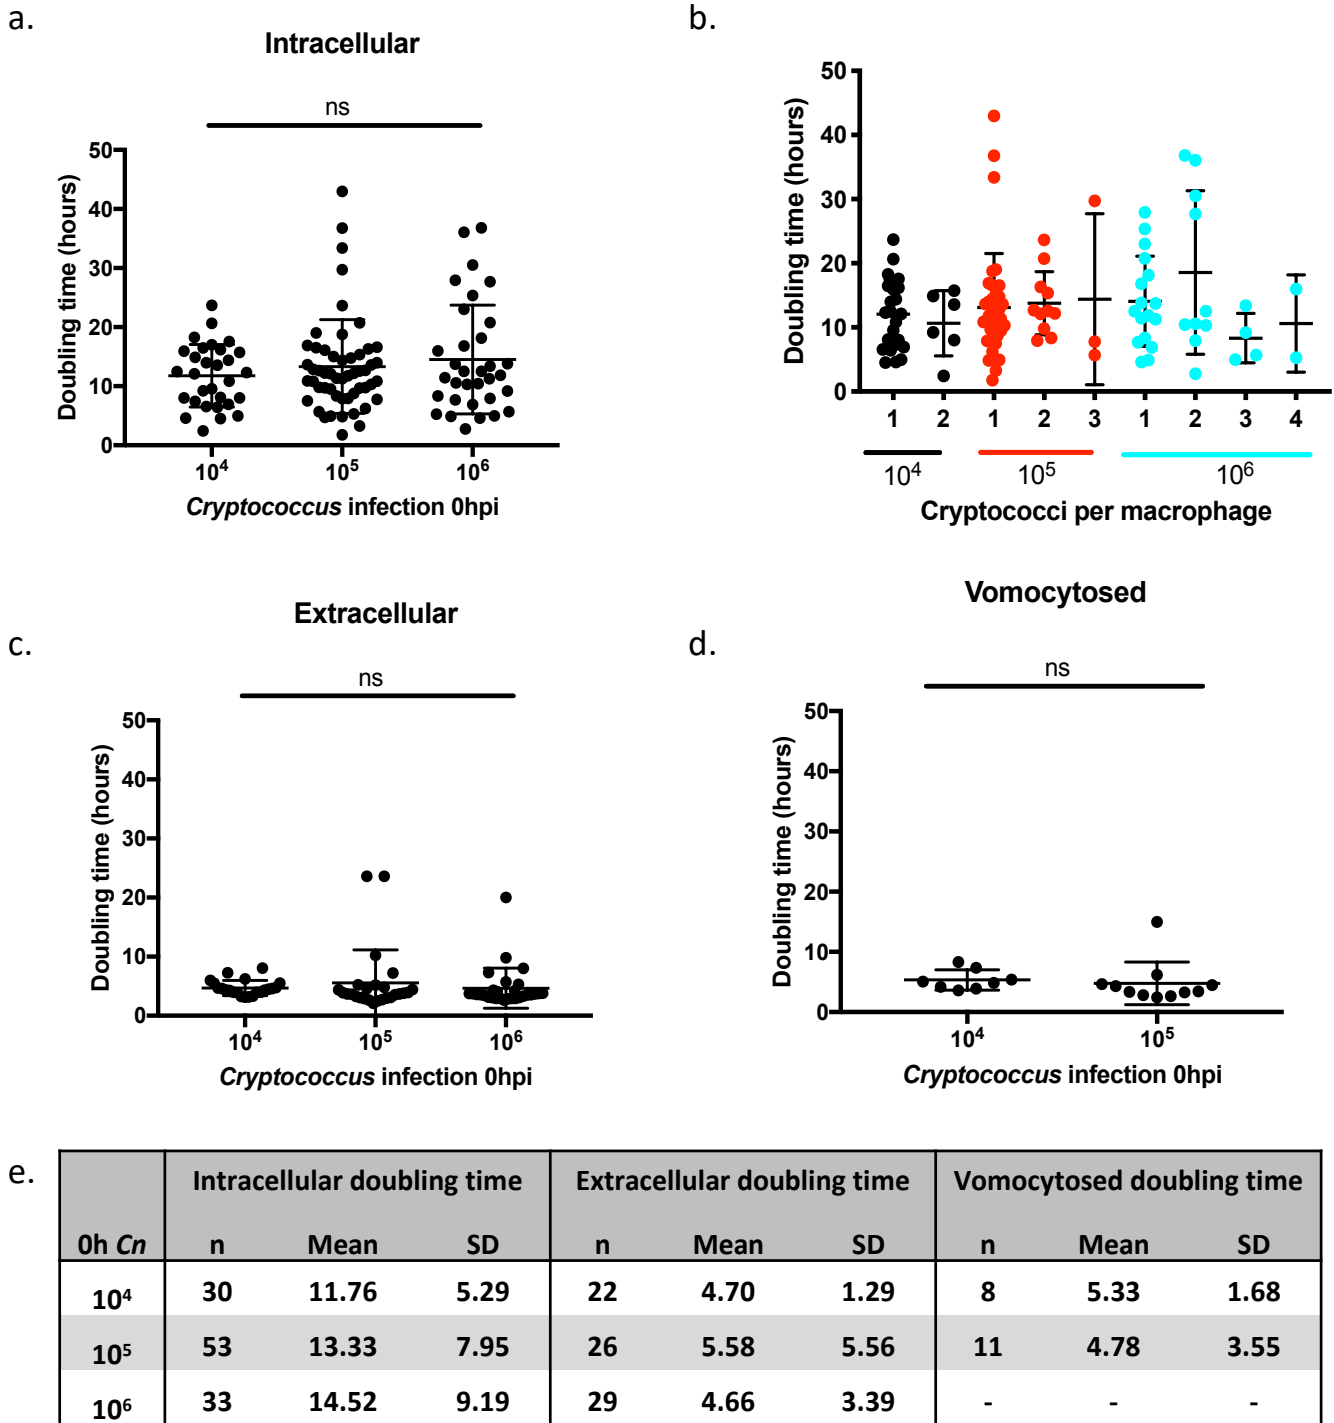 a.
Intracellular
ns
Doubling time (hours)
50
40
30
20
10
0
10⁴ 10⁵ 10⁶
Cryptococcus infection 0hpi
b.
Doubling time (hours)
50
40
30
20
10
0
1 2 1 2 3 1 2 3 4
10⁴ 10⁵ 10⁶
Cryptococci per macrophage
c.
Extracellular
ns
Doubling time (hours)
50
40
30
20
10
0
10⁴ 10⁵ 10⁶
Cryptococcus infection 0hpi
d.
Vomocytosed
ns
Doubling time (hours)
50
40
30
20
10
0
10⁴ 10⁵
Cryptococcus infection 0hpi
e.
Intracellular doubling time Extracellular doubling time Vomocytosed doubling time
0h Cn n Mean SD n Mean SD n Mean SD
10⁴ 30 11.76 5.29 22 4.70 1.29 8 5.33 1.68
10⁵ 53 13.33 7.95 26 5.58 5.56 11 4.78 3.55
10⁶ 33 14.52 9.19 29 4.66 3.39 - - -